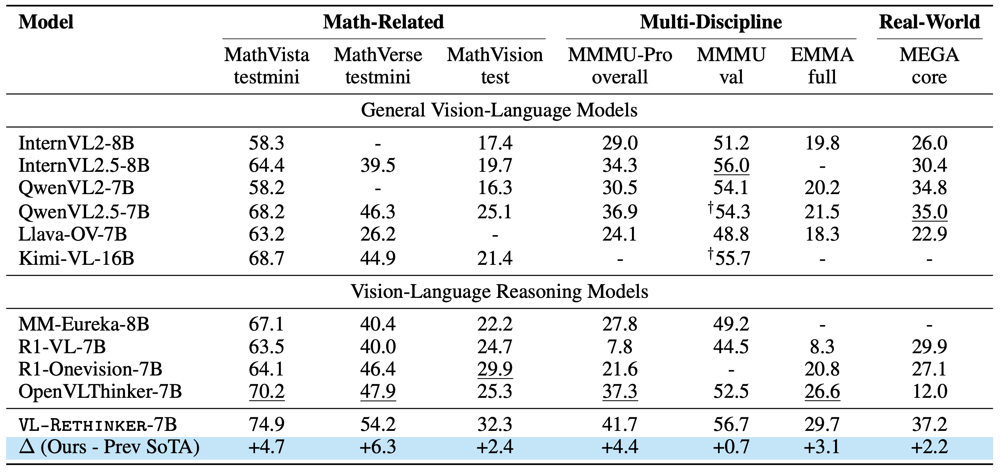 Model Math-Related Multi-Discipline Real-World
MathVista MathVerse MathVision MMMU-Pro MMMU EMMA MEGA
testmini testmini test overall val full core
General Vision-Language Models
InternVL2-8B 58.3 - 17.4 29.0 51.2 19.8 26.0
InternVL2.5-8B 64.4 39.5 19.7 34.3 56.0 - 30.4
QwenVL2-7B 58.2 - 16.3 30.5 54.1 20.2 34.8
QwenVL2.5-7B 68.2 46.3 25.1 36.9 †54.3 21.5 35.0
Llava-OV-7B 63.2 26.2 - 24.1 48.8 18.3 22.9
Kimi-VL-16B 68.7 44.9 21.4 - †55.7 - -
Vision-Language Reasoning Models
MM-Eureka-8B 67.1 40.4 22.2 27.8 49.2 - -
R1-VL-7B 63.5 40.0 24.7 7.8 44.5 8.3 29.9
R1-Onevision-7B 64.1 46.4 29.9 21.6 - 20.8 27.1
OpenVLThinker-7B 70.2 47.9 25.3 37.3 52.5 26.6 12.0
VL-RETHINKER-7B 74.9 54.2 32.3 41.7 56.7 29.7 37.2
Δ (Ours - Prev SoTA) +4.7 +6.3 +2.4 +4.4 +0.7 +3.1 +2.2